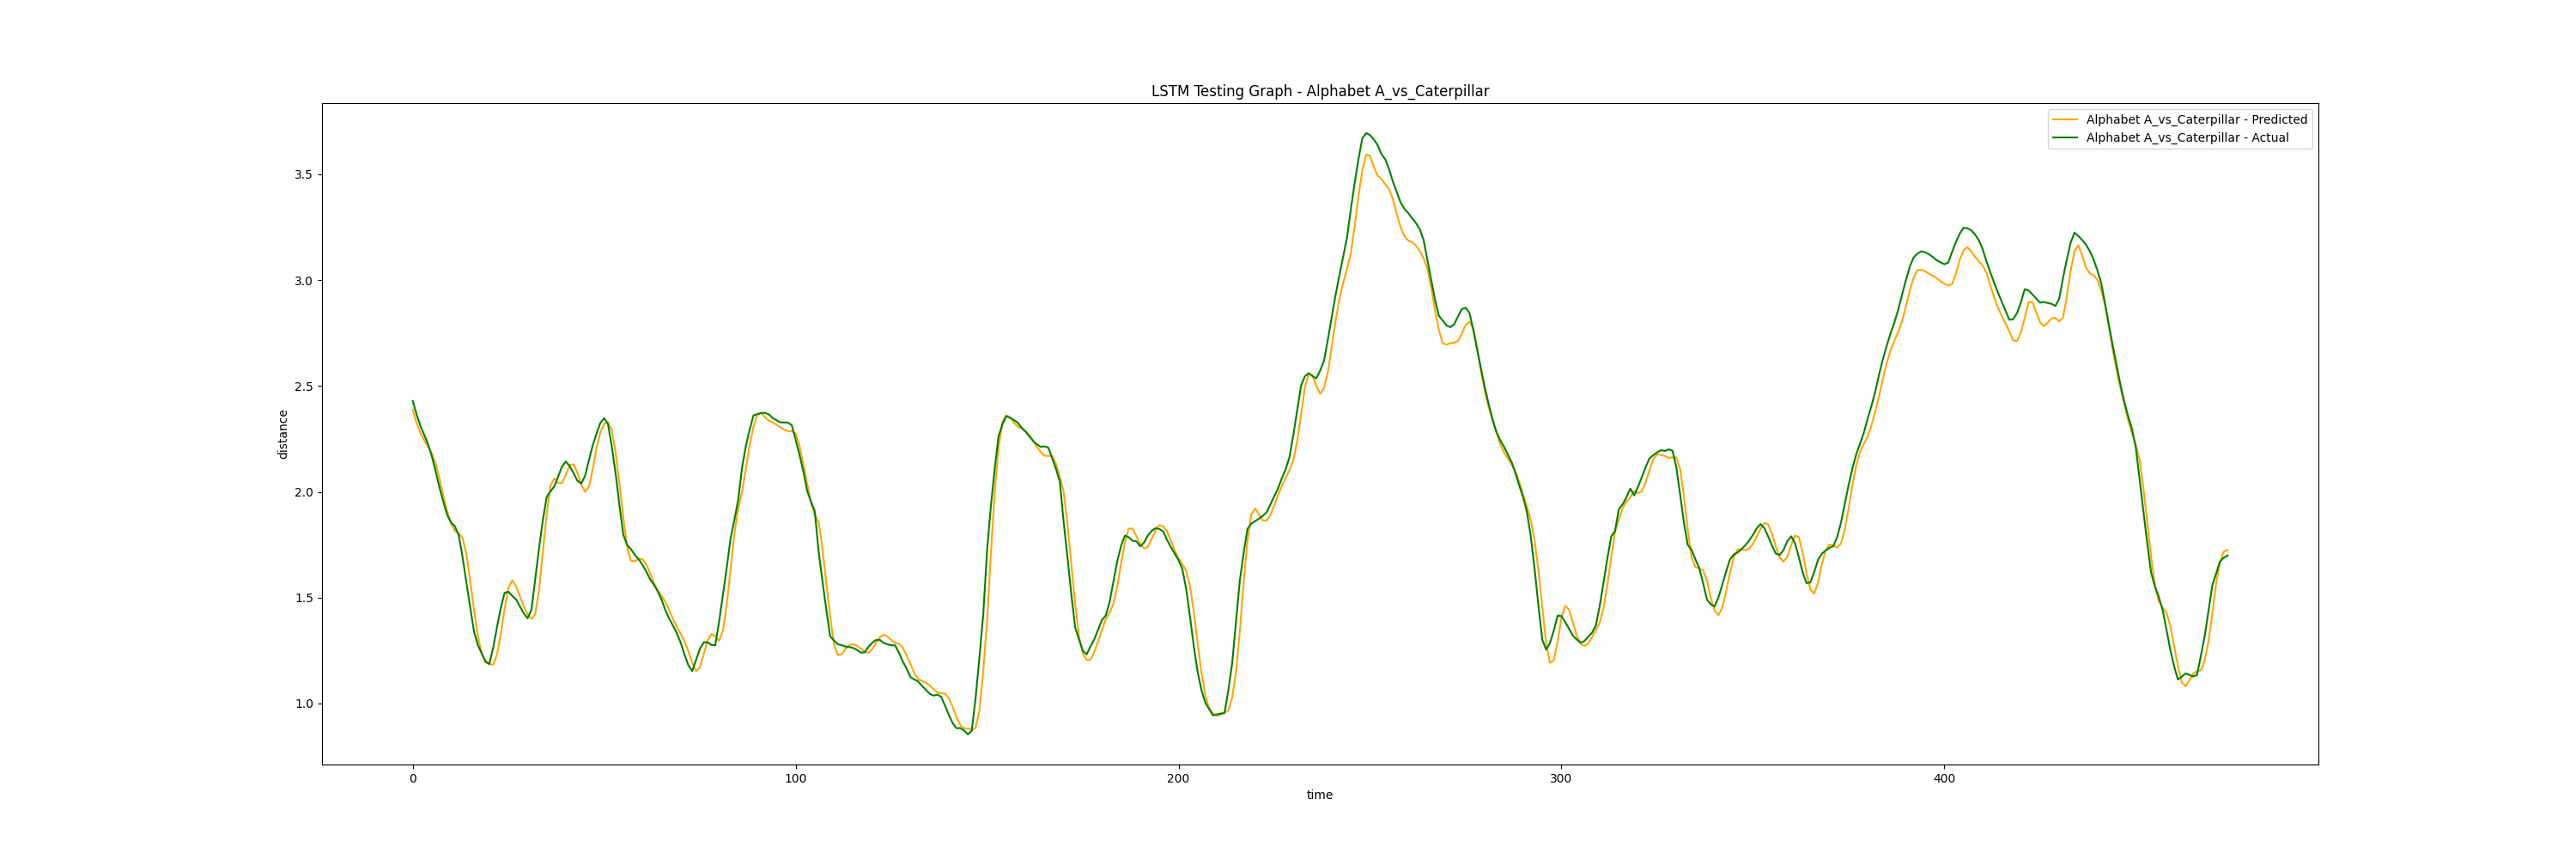 LSTM Testing Graph - Alphabet A_vs_Caterpillar
Alphabet A_vs_Caterpillar - Predicted
Alphabet A_vs_Caterpillar - Actual
3.5
3.0
2.5
2.0
1.5
1.0
distance
0 100 200 300 400
time